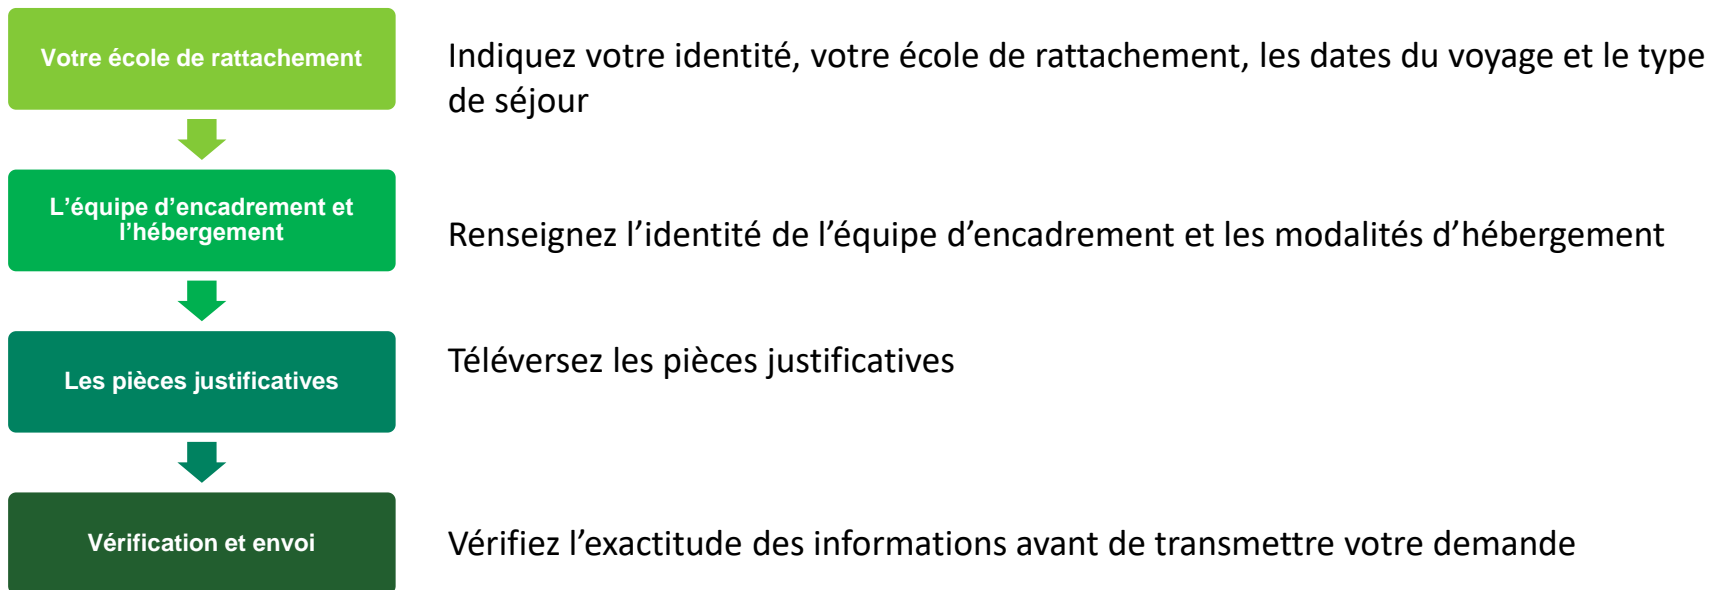 Votre école de rattachement
Indiquez votre identité, votre école de rattachement, les dates du voyage et le type
de séjour
L’équipe d’encadrement et
l’hébergement
Renseignez l’identité de l’équipe d’encadrement et les modalités d’hébergement
Les pièces justificatives
Téléversez les pièces justificatives
Vérification et envoi
Vérifiez l’exactitude des informations avant de transmettre votre demande